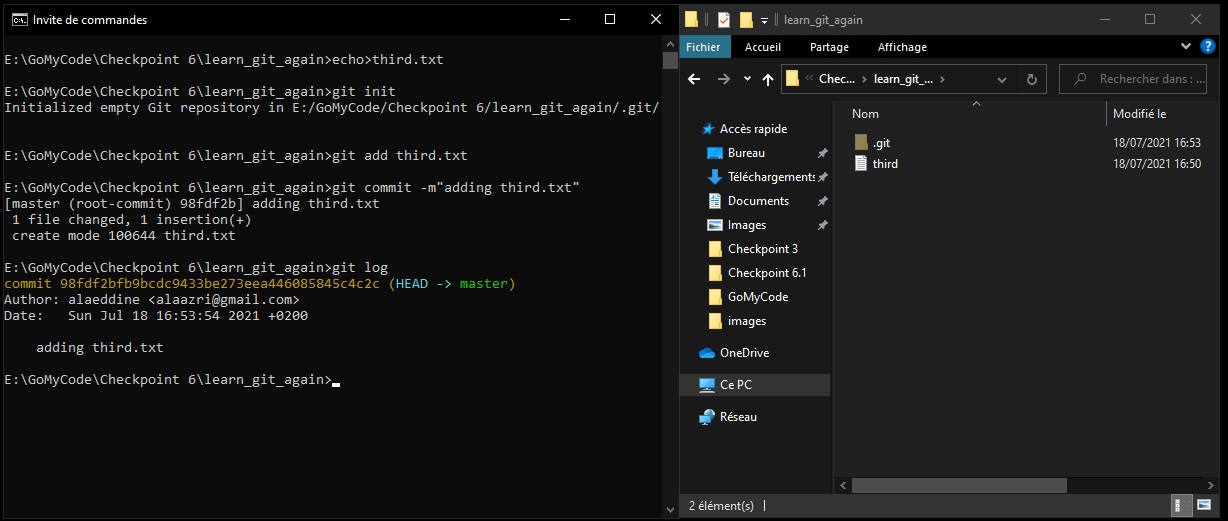 Invite de commandes
E:\GoMyCode\Checkpoint 6\learn_git_again>echo>third.txt
E:\GoMyCode\Checkpoint 6\learn_git_again>git init
Initialized empty Git repository in E:/GoMyCode/Checkpoint 6/learn_git_again/.git/
E:\GoMyCode\Checkpoint 6\learn_git_again>git add third.txt
E:\GoMyCode\Checkpoint 6\learn_git_again>git commit -m"adding third.txt"
[master (root-commit) 98fdf2b] adding third.txt
 1 file changed, 1 insertion(+)
 create mode 100644 third.txt
E:\GoMyCode\Checkpoint 6\learn_git_again>git log
commit 98fdf2bfb9bcdc9433be273eea446085845c4c2c (HEAD -> master)
Author: alaeddine <alaazri@gmail.com>
Date:   Sun Jul 18 16:53:54 2021 +0200
    adding third.txt
E:\GoMyCode\Checkpoint 6\learn_git_again>
learn_git_again
Fichier Accueil Partage Affichage
« Chec... > learn_git_... > Rechercher dans : ...
Nom Modifié le
.git 18/07/2021 16:53
third 18/07/2021 16:50
Accès rapide
Bureau
Téléchargements
Documents
Images
Checkpoint 3
Checkpoint 6.1
GoMyCode
images
OneDrive
Ce PC
Réseau
2 élément(s)